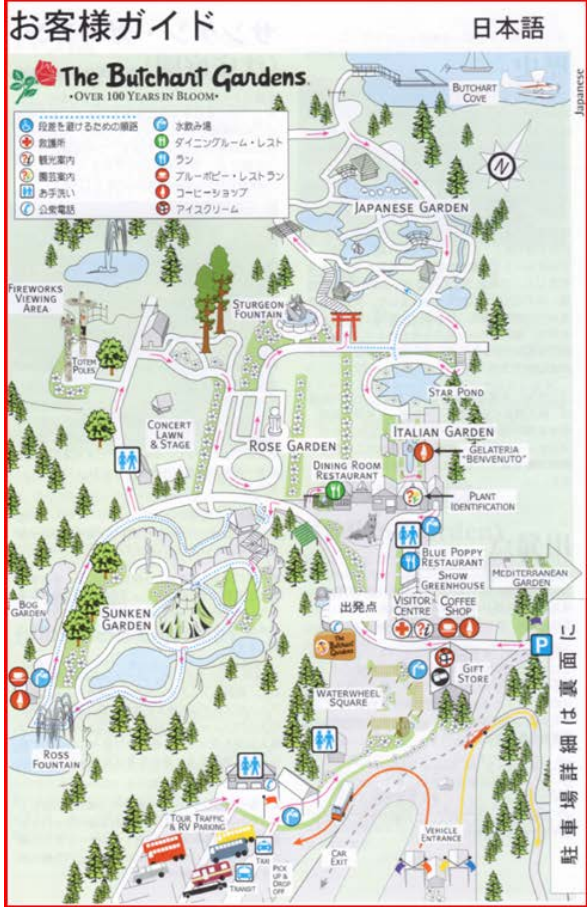 お客様ガイド
日本語
Japanese
The Butchart Gardens
• OVER 100 YEARS IN BLOOM •
段差を避けるための順路
救護所
観光案内
園芸案内
お手洗い
公衆電話
水飲み場
ダイニングルーム・レスト
ラン
ブルーポピー・レストラン
コーヒーショップ
アイスクリーム
BUTCHART
COVE
N
JAPANESE GARDEN
FIREWORKS
VIEWING
AREA
STURGEON
FOUNTAIN
TOTEM
POLES
STAR POND
CONCERT
LAWN
& STAGE
ROSE GARDEN
ITALIAN GARDEN
GELATERIA
"BENVENUTO"
DINING ROOM
RESTAURANT
PLANT
IDENTIFICATION
BLUE POPPY
RESTAURANT
SHOW
GREENHOUSE
MEDITERRANEAN
GARDEN
BOG
GARDEN
SUNKEN
GARDEN
出発点
VISITOR
CENTRE
COFFEE
SHOP
The
Butchart
Gardens
P
GIFT
STORE
WATERWHEEL
SQUARE
ROSS
FOUNTAIN
駐車場詳細は裏面に
TOUR TRAFFIC
& RV PARKING
TAXI
TRANSIT
PICK
UP &
DROP
OFF
CAR
EXIT
VEHICLE
ENTRANCE